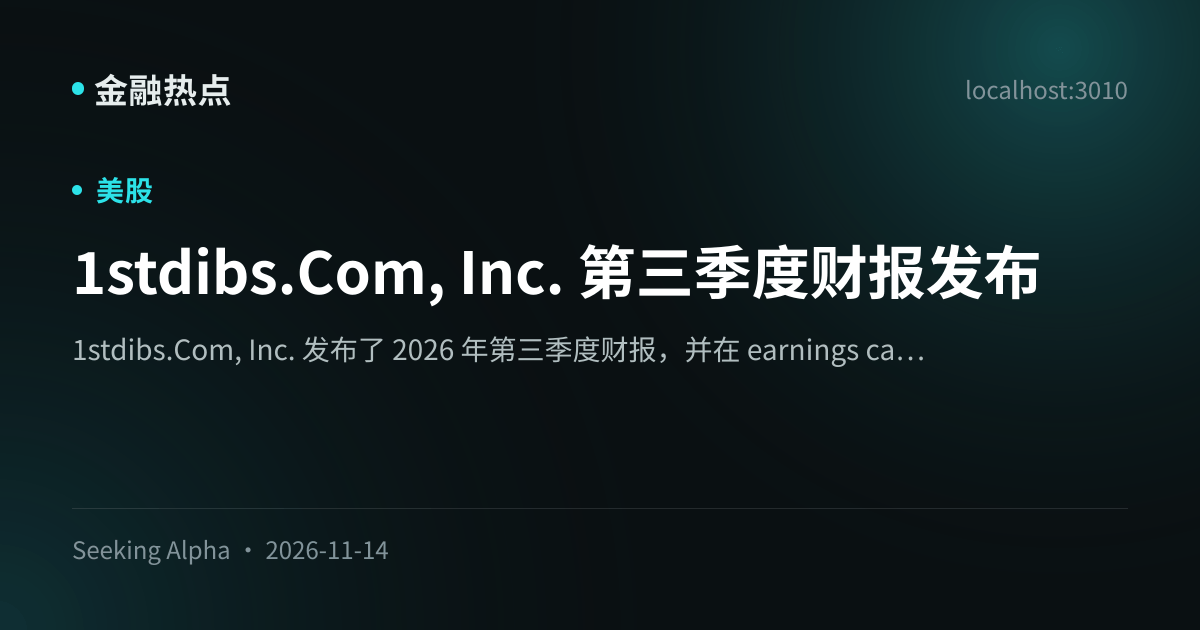 金融热点
localhost:3010
美股
1stdibs.Com, Inc. 第三季度财报发布
1stdibs.Com, Inc. 发布了 2026 年第三季度财报，并在 earnings ca…
Seeking Alpha · 2026-11-14